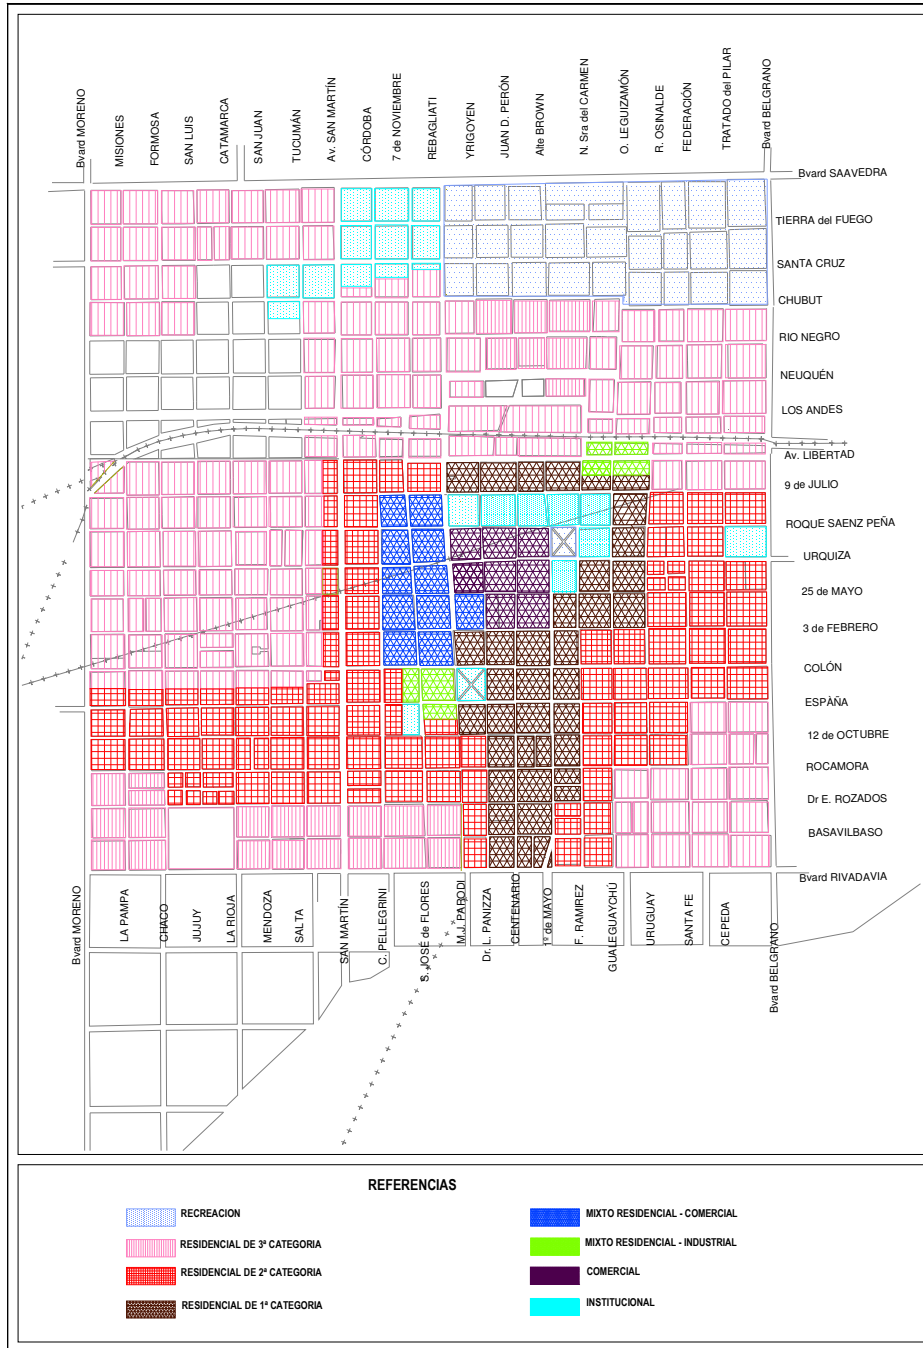 Bvard MORENO
MISIONES
FORMOSA
SAN LUIS
CATAMARCA
SAN JUAN
TUCUMÁN
Av. SAN MARTÍN
CÓRDOBA
7 de NOVIEMBRE
REBAGLIATI
YRIGOYEN
JUAN D. PERÓN
Alte BROWN
N. Sra del CARMEN
O. LEGUIZAMÓN
R. OSINALDE
FEDERACIÓN
TRATADO del PILAR
Bvard BELGRANO
Bvard SAAVEDRA
TIERRA del FUEGO
SANTA CRUZ
CHUBUT
RIO NEGRO
NEUQUÉN
LOS ANDES
Av. LIBERTAD
9 de JULIO
ROQUE SAENZ PEÑA
URQUIZA
25 de MAYO
3 de FEBRERO
COLÓN
ESPÀÑA
12 de OCTUBRE
ROCAMORA
Dr E. ROZADOS
BASAVILBASO
Bvard RIVADAVIA
Bvard MORENO
LA PAMPA
CHACO
JUJUY
LA RIOJA
MENDOZA
SALTA
SAN MARTÍN
C. PELLEGRINI
S. JOSÉ de FLORES
M.J. PARODI
Dr. L. PANIZZA
CENTENARIO
1º de MAYO
F. RAMIREZ
GUALEGUAYCHÚ
URUGUAY
SANTA FE
CEPEDA
Bvard BELGRANO
REFERENCIAS
RECREACION
RESIDENCIAL DE 3ª CATEGORIA
RESIDENCIAL DE 2ª CATEGORIA
RESIDENCIAL DE 1ª CATEGORIA
MIXTO RESIDENCIAL - COMERCIAL
MIXTO RESIDENCIAL - INDUSTRIAL
COMERCIAL
INSTITUCIONAL